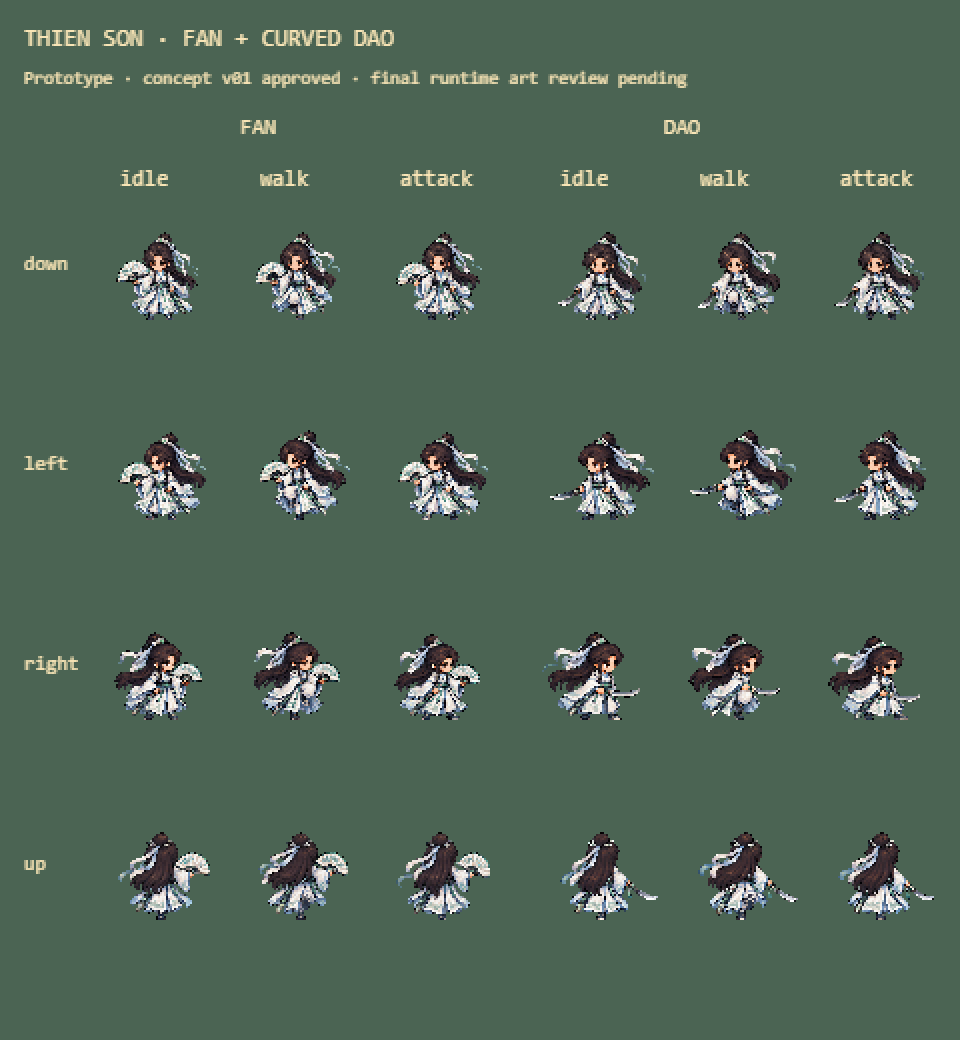 THIEN SON · FAN + CURVED DAO
Prototype · concept v01 approved · final runtime art review pending
FAN DAO
idle walk attack idle walk attack
down
left
right
up